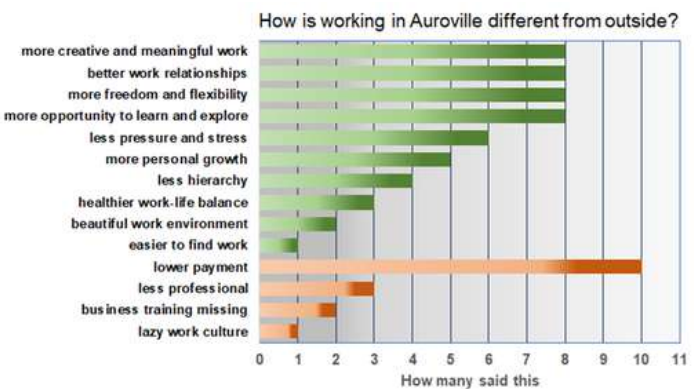 How is working in Auroville different from outside?
more creative and meaningful work
better work relationships
more freedom and flexibility
more opportunity to learn and explore
less pressure and stress
more personal growth
less hierarchy
healthier work-life balance
beautiful work environment
easier to find work
lower payment
less professional
business training missing
lazy work culture
0 1 2 3 4 5 6 7 8 9 10 11
How many said this